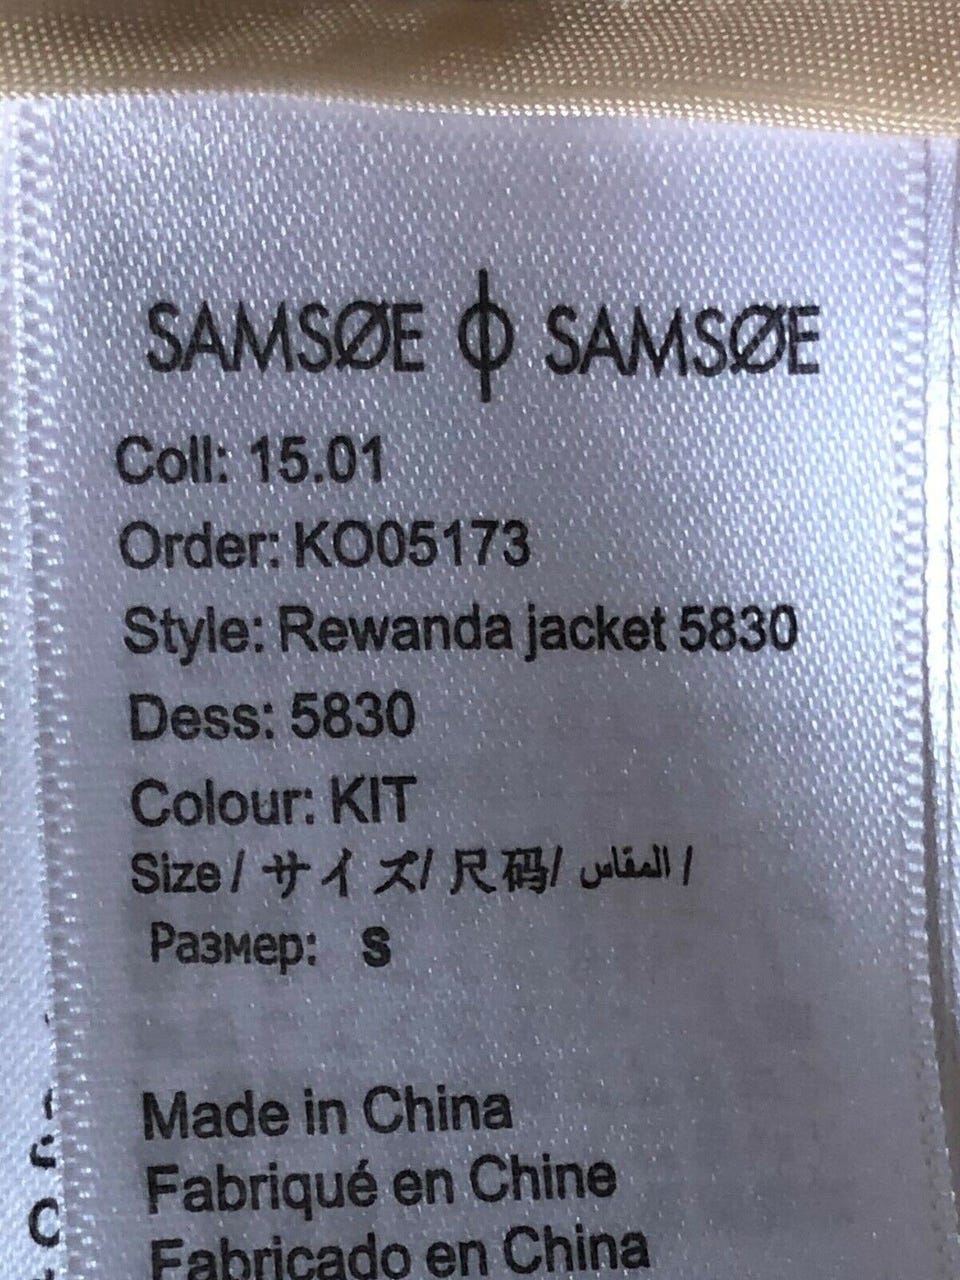 SAMSØE Φ SAMSØE
Coll: 15.01
Order: KO05173
Style: Rewanda jacket 5830
Dess: 5830
Colour: KIT
Size / サイズ/ 尺码/ المقاس /
Размер: S
Made in China
Fabriqué en Chine
Fabricado en China